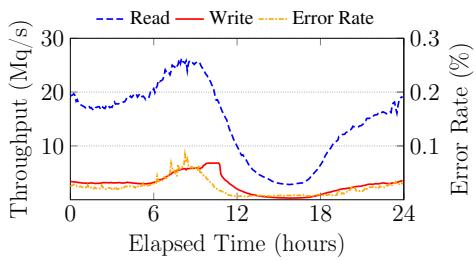 Read Write Error Rate
Throughput (Mq/s)
30
20
10
0.3
0.2
0.1
Error Rate (%)
0 6 12 18 24
Elapsed Time (hours)